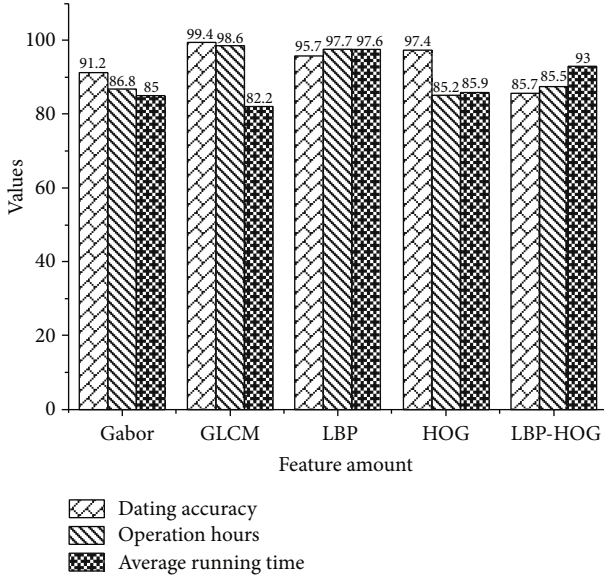 100
80
60
40
20
0
Values
91.2
86.8
85
99.4
98.6
82.2
95.7
97.7
97.6
97.4
85.2
85.9
85.7
85.5
93
Gabor
GLCM
LBP
HOG
LBP-HOG
Feature amount
Dating accuracy
Operation hours
Average running time